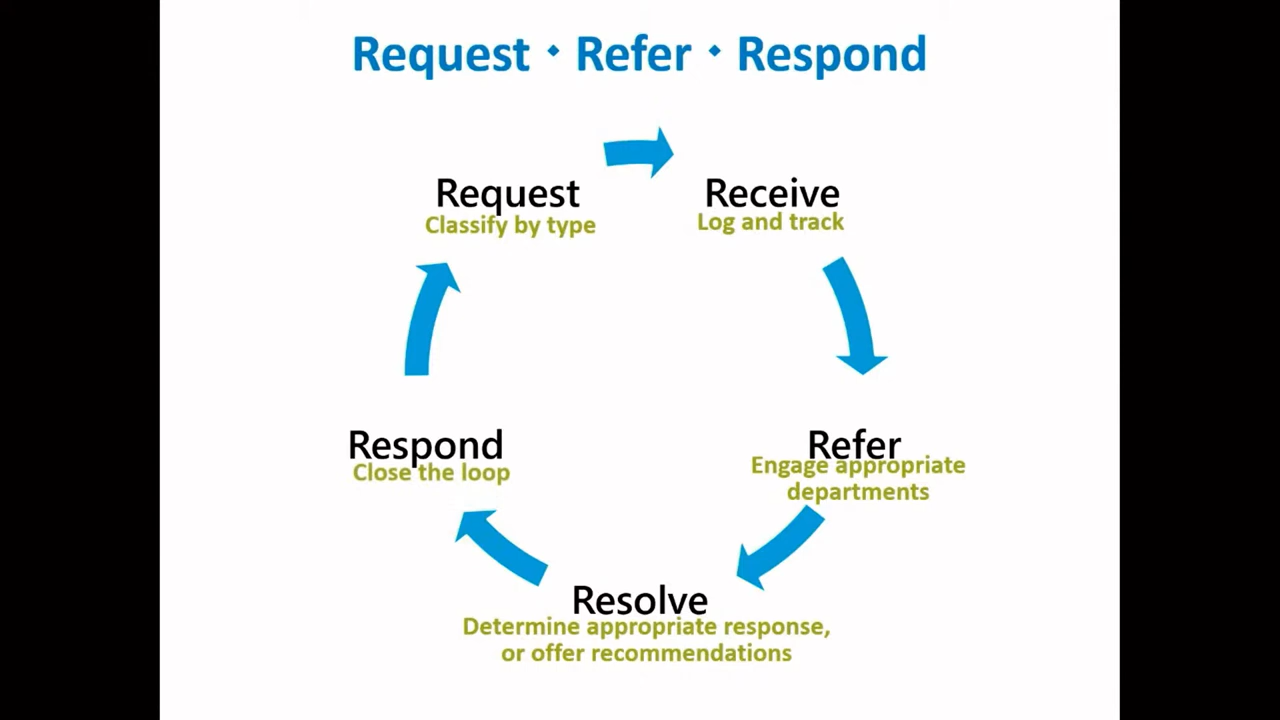 Request · Refer · Respond
Request
Classify by type
Receive
Log and track
Refer
Engage appropriate
departments
Resolve
Determine appropriate response,
or offer recommendations
Respond
Close the loop